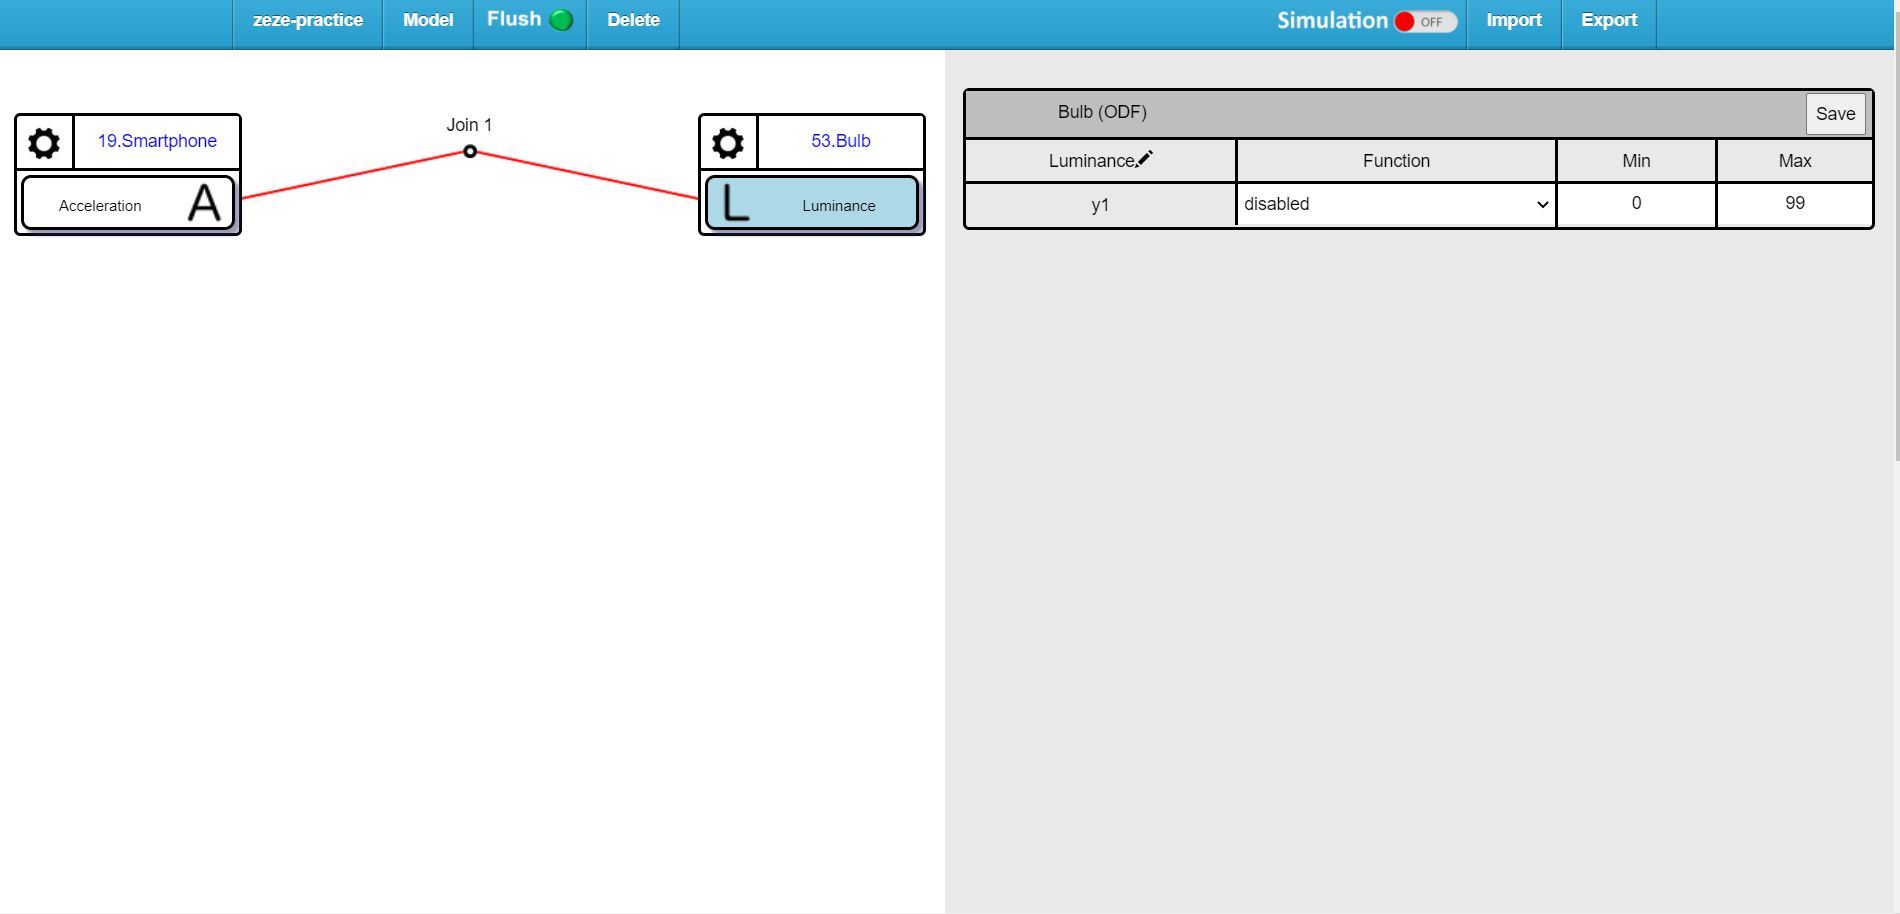 zeze-practice Model Flush Delete Simulation OFF Import Export
19.Smartphone
Acceleration A
Join 1
53.Bulb
L Luminance
Bulb (ODF) Save
Luminance Function Min Max
y1 disabled 0 99